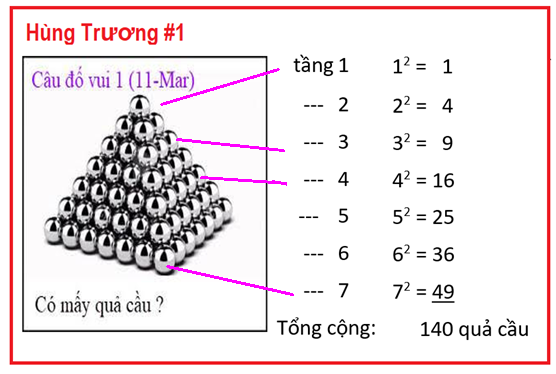 Hùng Trương #1
Câu đố vui 1 (11-Mar)
Có mấy quả cầu ?
tầng 1 1² = 1
--- 2 2² = 4
--- 3 3² = 9
--- 4 4² = 16
--- 5 5² = 25
--- 6 6² = 36
--- 7 7² = 49
Tổng cộng: 140 quả cầu